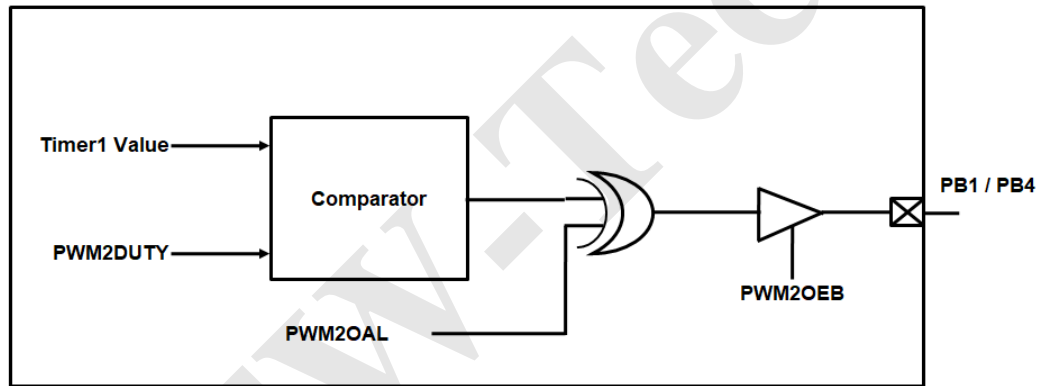 Timer1 Value
PB1 / PB4
Comparator
PWM2DUTY
PWM2OEB
PWM2OAL